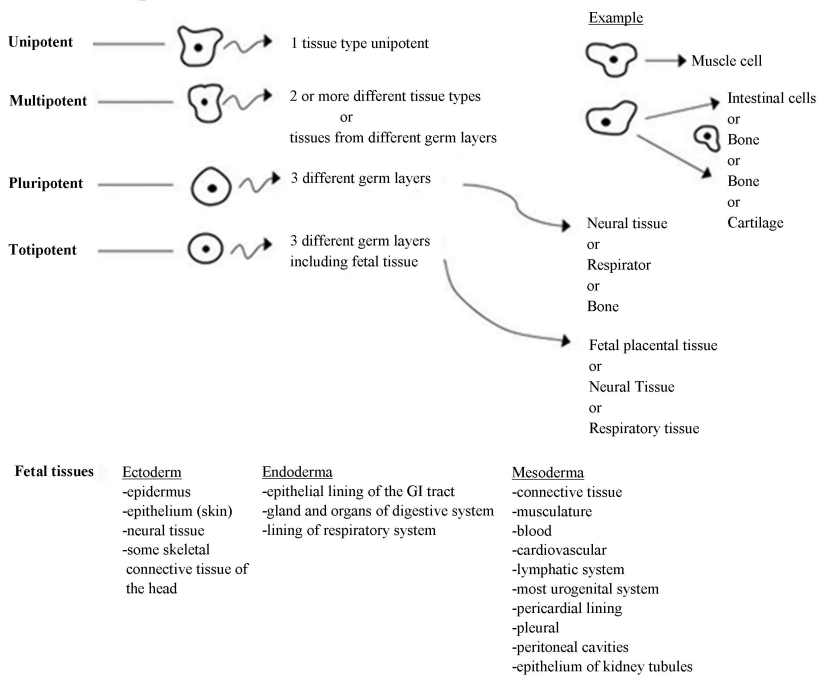 Example
Unipotent
1 tissue type unipotent
Muscle cell
Multipotent
2 or more different tissue types
or
tissues from different germ layers
Intestinal cells
or
Bone
or
Bone
or
Cartilage
Pluripotent
3 different germ layers
Neural tissue
or
Respirator
or
Bone
Totipotent
3 different germ layers
including fetal tissue
Fetal placental tissue
or
Neural Tissue
or
Respiratory tissue
Fetal tissues
Ectoderm
-epidermus
-epithelium (skin)
-neural tissue
-some skeletal
connective tissue of
the head
Endoderma
-epithelial lining of the GI tract
-gland and organs of digestive system
-lining of respiratory system
Mesoderma
-connective tissue
-musculature
-blood
-cardiovascular
-lymphatic system
-most urogenital system
-pericardial lining
-pleural
-peritoneal cavities
-epithelium of kidney tubules